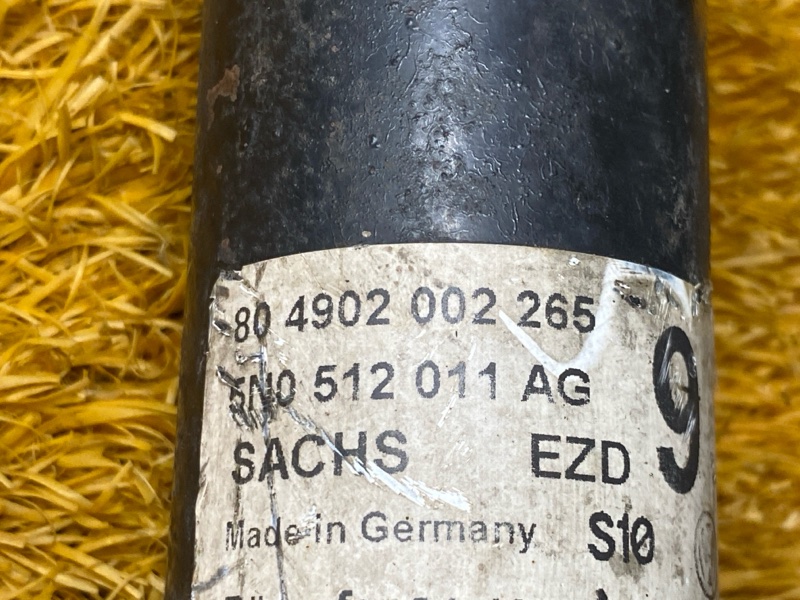 80 4902 002 265
5N0 512 011 AG
9
SACHS EZD
Made in Germany S10